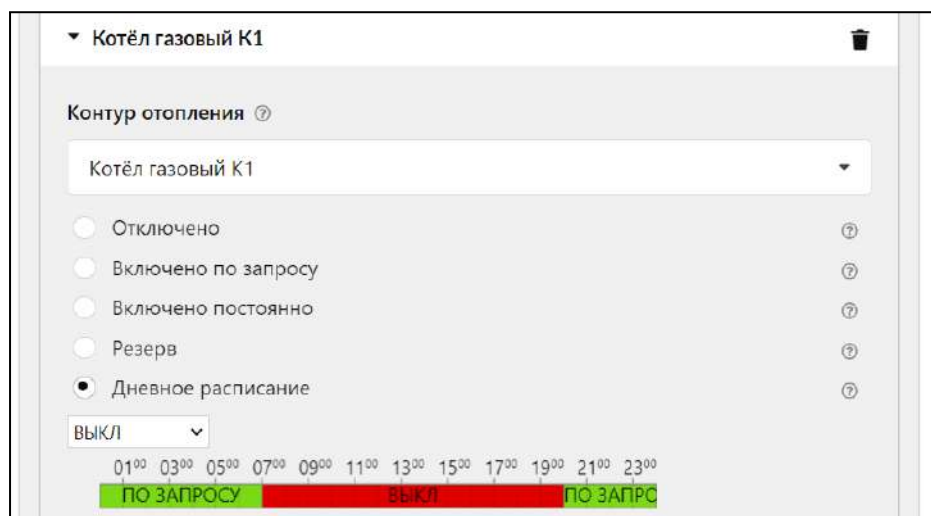 Котёл газовый К1
Контур отопления ?
Котёл газовый К1
Отключено ?
Включено по запросу ?
Включено постоянно ?
Резерв ?
Дневное расписание ?
ВЫКЛ
01⁰⁰ 03⁰⁰ 05⁰⁰ 07⁰⁰ 09⁰⁰ 11⁰⁰ 13⁰⁰ 15⁰⁰ 17⁰⁰ 19⁰⁰ 21⁰⁰ 23⁰⁰
ПО ЗАПРОСУ ВЫКЛ ПО ЗАПРС